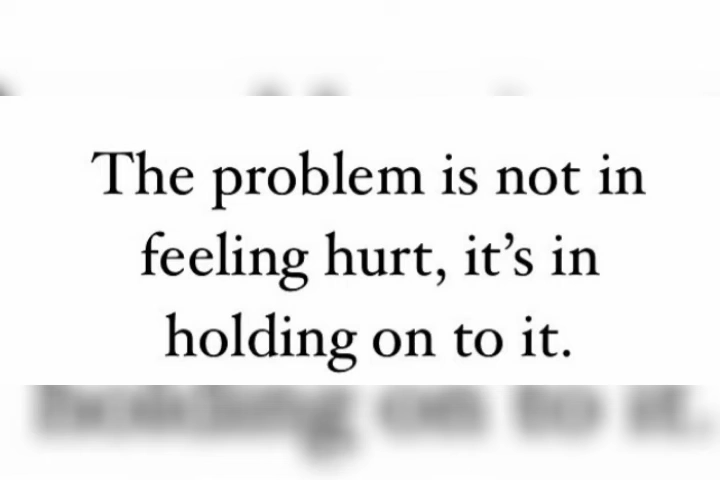 The problem is not in
feeling hurt, it’s in
holding on to it.